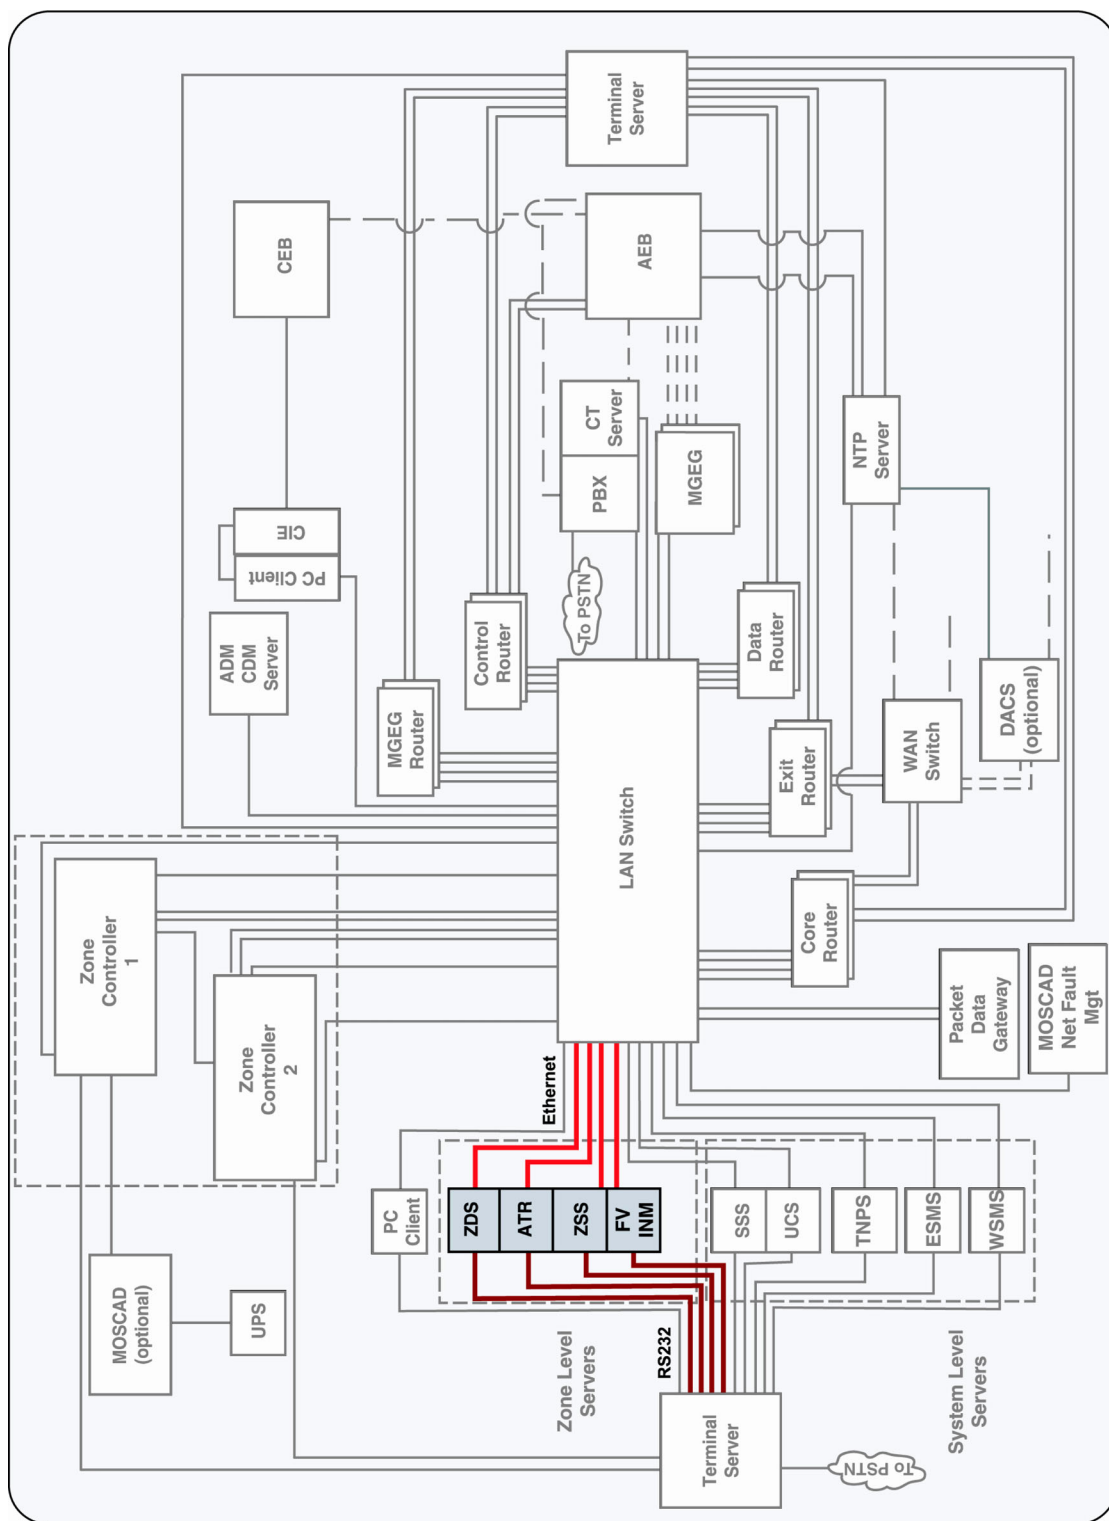 Zone
Controller
1
Zone
Controller
2
MOSCAD
(optional)
UPS
ADM
CDM
Server
PC Client
CIE
CEB
MGEG
Router
Control
Router
To PSTN
PBX
CT
Server
MGEG
AEB
Terminal
Server
LAN Switch
Ethernet
PC
Client
ZDS
ATR
ZSS
FV
INM
RS232
Zone Level
Servers
Terminal
Server
To PSTN
SSS
UCS
TNPS
ESMS
WSMS
System Level
Servers
Data
Router
Exit
Router
Core
Router
WAN
Switch
NTP
Server
DACS
(optional)
Packet
Data
Gateway
MOSCAD
Net Fault
Mgt